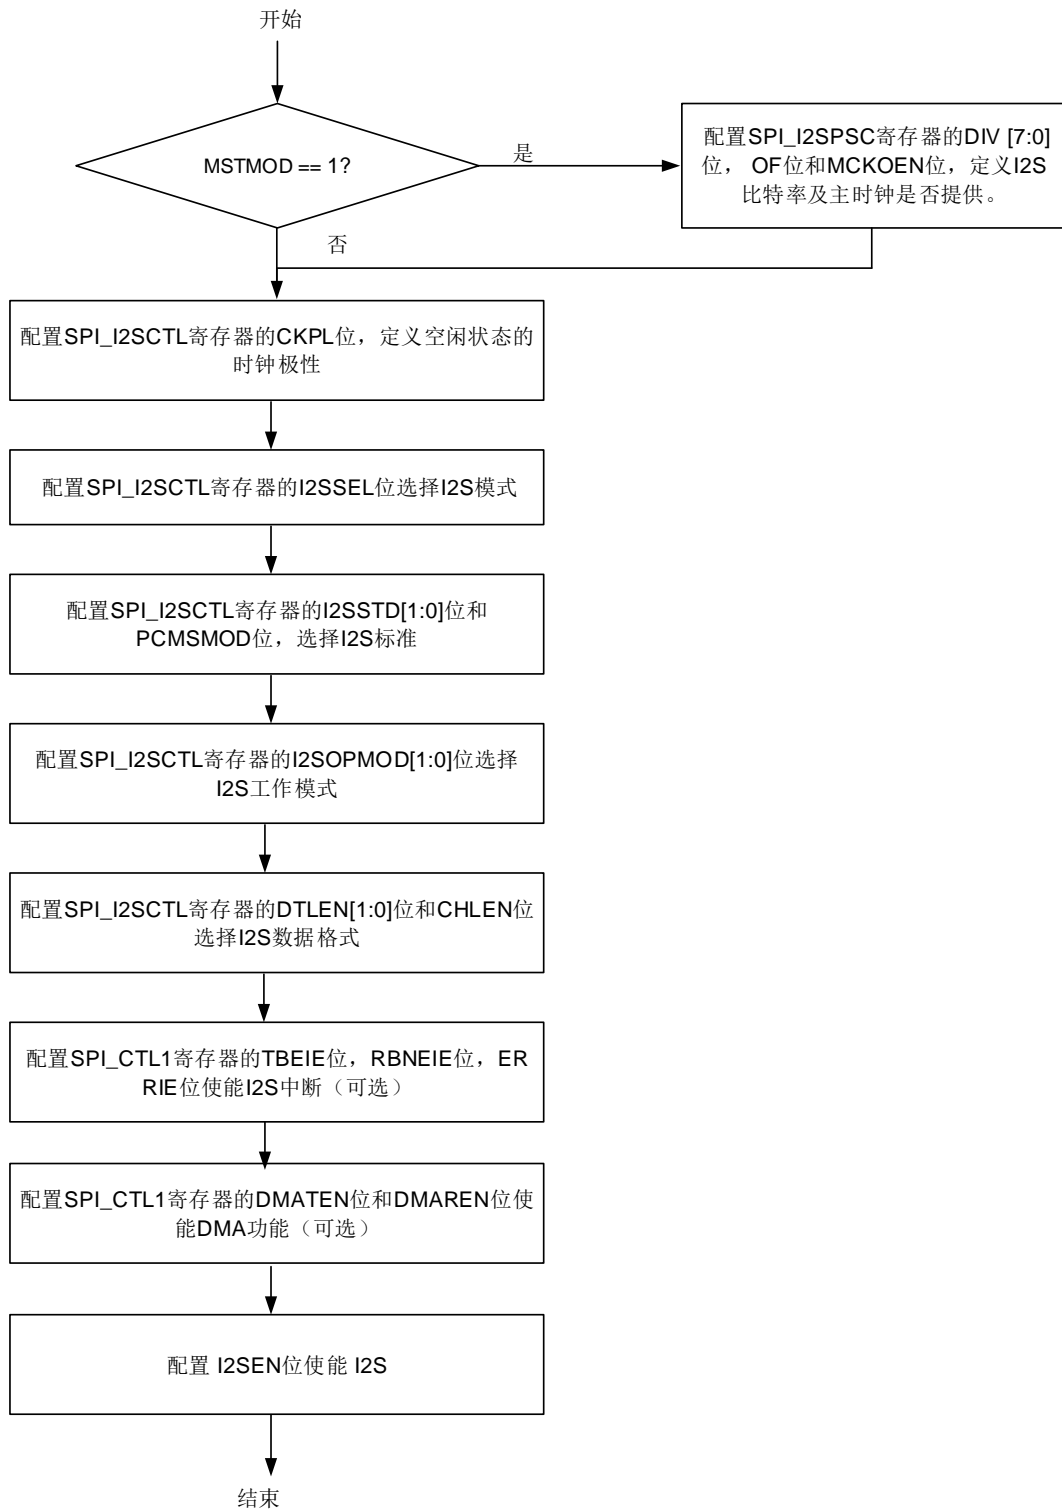 开始
MSTMOD == 1?
是
配置SPI_I2SPSC寄存器的DIV [7:0]
位， OF位和MCKOEN位，定义I2S
比特率及主时钟是否提供。
否
配置SPI_I2SCTL寄存器的CKPL位，定义空闲状态的
时钟极性
配置SPI_I2SCTL寄存器的I2SSEL位选择I2S模式
配置SPI_I2SCTL寄存器的I2SSTD[1:0]位和
PCMSMOD位，选择I2S标准
配置SPI_I2SCTL寄存器的I2SOPMOD[1:0]位选择
I2S工作模式
配置SPI_I2SCTL寄存器的DTLEN[1:0]位和CHLEN位
选择I2S数据格式
配置SPI_CTL1寄存器的TBEIE位，RBNEIE位，ER
RIE位使能I2S中断（可选）
配置SPI_CTL1寄存器的DMATEN位和DMAREN位使
能DMA功能（可选）
配置 I2SEN位使能 I2S
结束